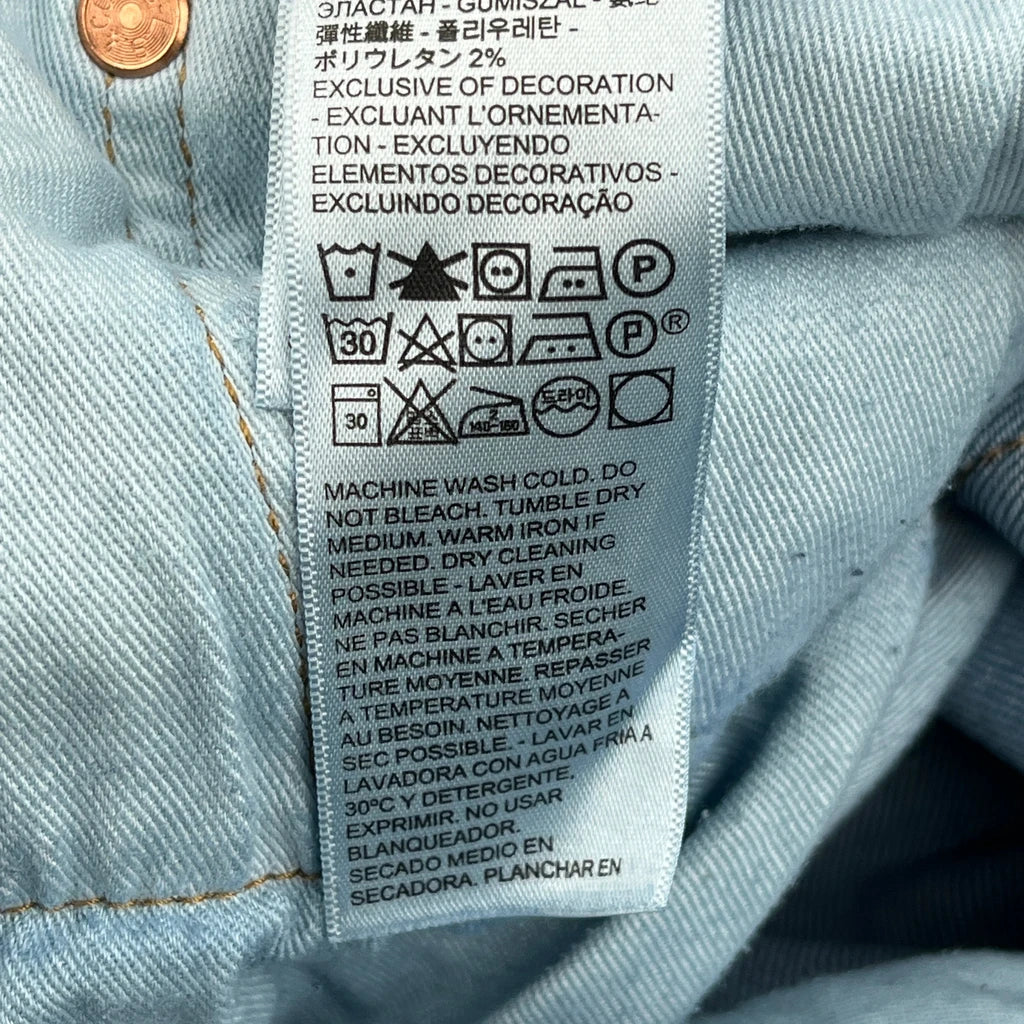 ЭЛАСТАН - GUMISZÁL -
彈性纖維 - 폴리우레탄 -
ポリウレタン 2%
EXCLUSIVE OF DECORATION
- EXCLUANT L'ORNEMENTA-
TION - EXCLUYENDO
ELEMENTOS DECORATIVOS -
EXCLUINDO DECORAÇÃO
P
30 P ®
30 2 140-160 드라이
MACHINE WASH COLD. DO
NOT BLEACH. TUMBLE DRY
MEDIUM. WARM IRON IF
NEEDED. DRY CLEANING
POSSIBLE - LAVER EN
MACHINE A L'EAU FROIDE.
NE PAS BLANCHIR. SECHER
EN MACHINE A TEMPERA-
TURE MOYENNE. REPASSER
A TEMPERATURE MOYENNE
AU BESOIN. NETTOYAGE A
SEC POSSIBLE. - LAVAR EN
LAVADORA CON AGUA FRIA A
30ºC Y DETERGENTE.
EXPRIMIR. NO USAR
BLANQUEADOR.
SECADO MEDIO EN
SECADORA. PLANCHAR EN